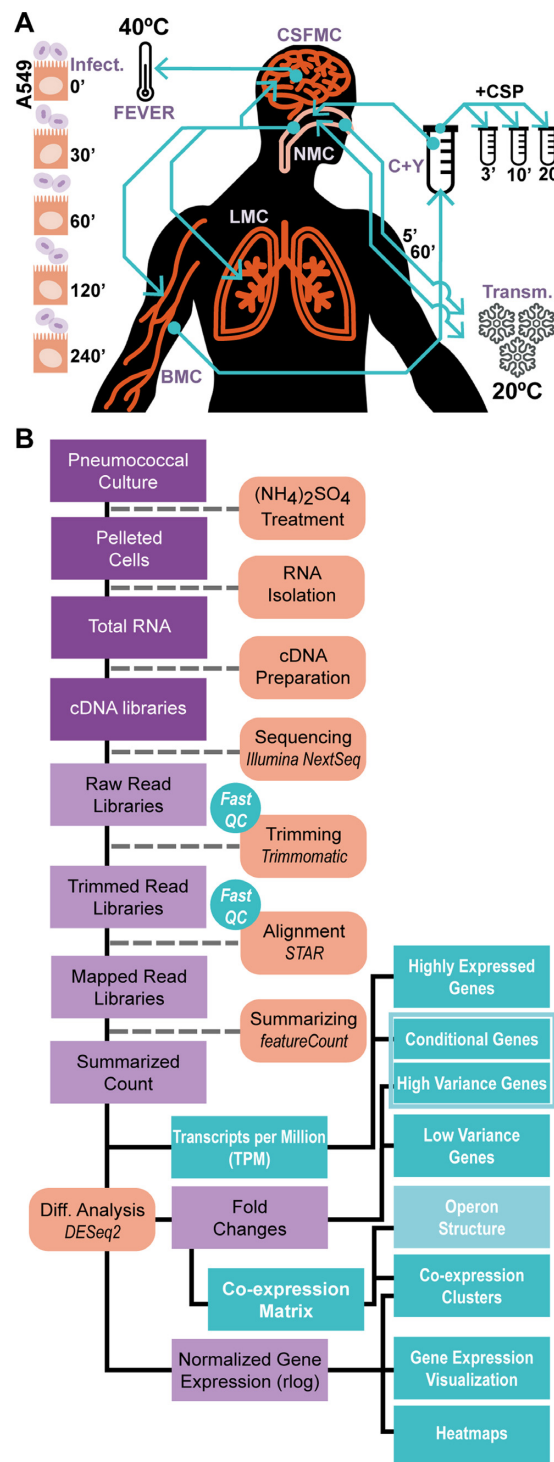 A
40ºC
CSFMC
A549
Infect.
0’
FEVER
+CSP
C+Y
3’
10’
20
30’
NMC
60’
LMC
5’
60’
120’
Transm.
240’
20ºC
BMC
B
Pneumococcal
Culture
(NH4)2SO4
Treatment
Pelleted
Cells
RNA
Isolation
Total RNA
cDNA
Preparation
cDNA libraries
Sequencing
Illumina NextSeq
Raw Read
Libraries
Fast
QC
Trimming
Trimmomatic
Trimmed Read
Libraries
Fast
QC
Alignment
STAR
Mapped Read
Libraries
Summarizing
featureCount
Summarized
Count
Highly Expressed
Genes
Conditional Genes
High Variance Genes
Transcripts per Million
(TPM)
Low Variance
Genes
Diff. Analysis
DESeq2
Fold
Changes
Operon
Structure
Co-expression
Matrix
Co-expression
Clusters
Normalized Gene
Expression (rlog)
Gene Expression
Visualization
Heatmaps